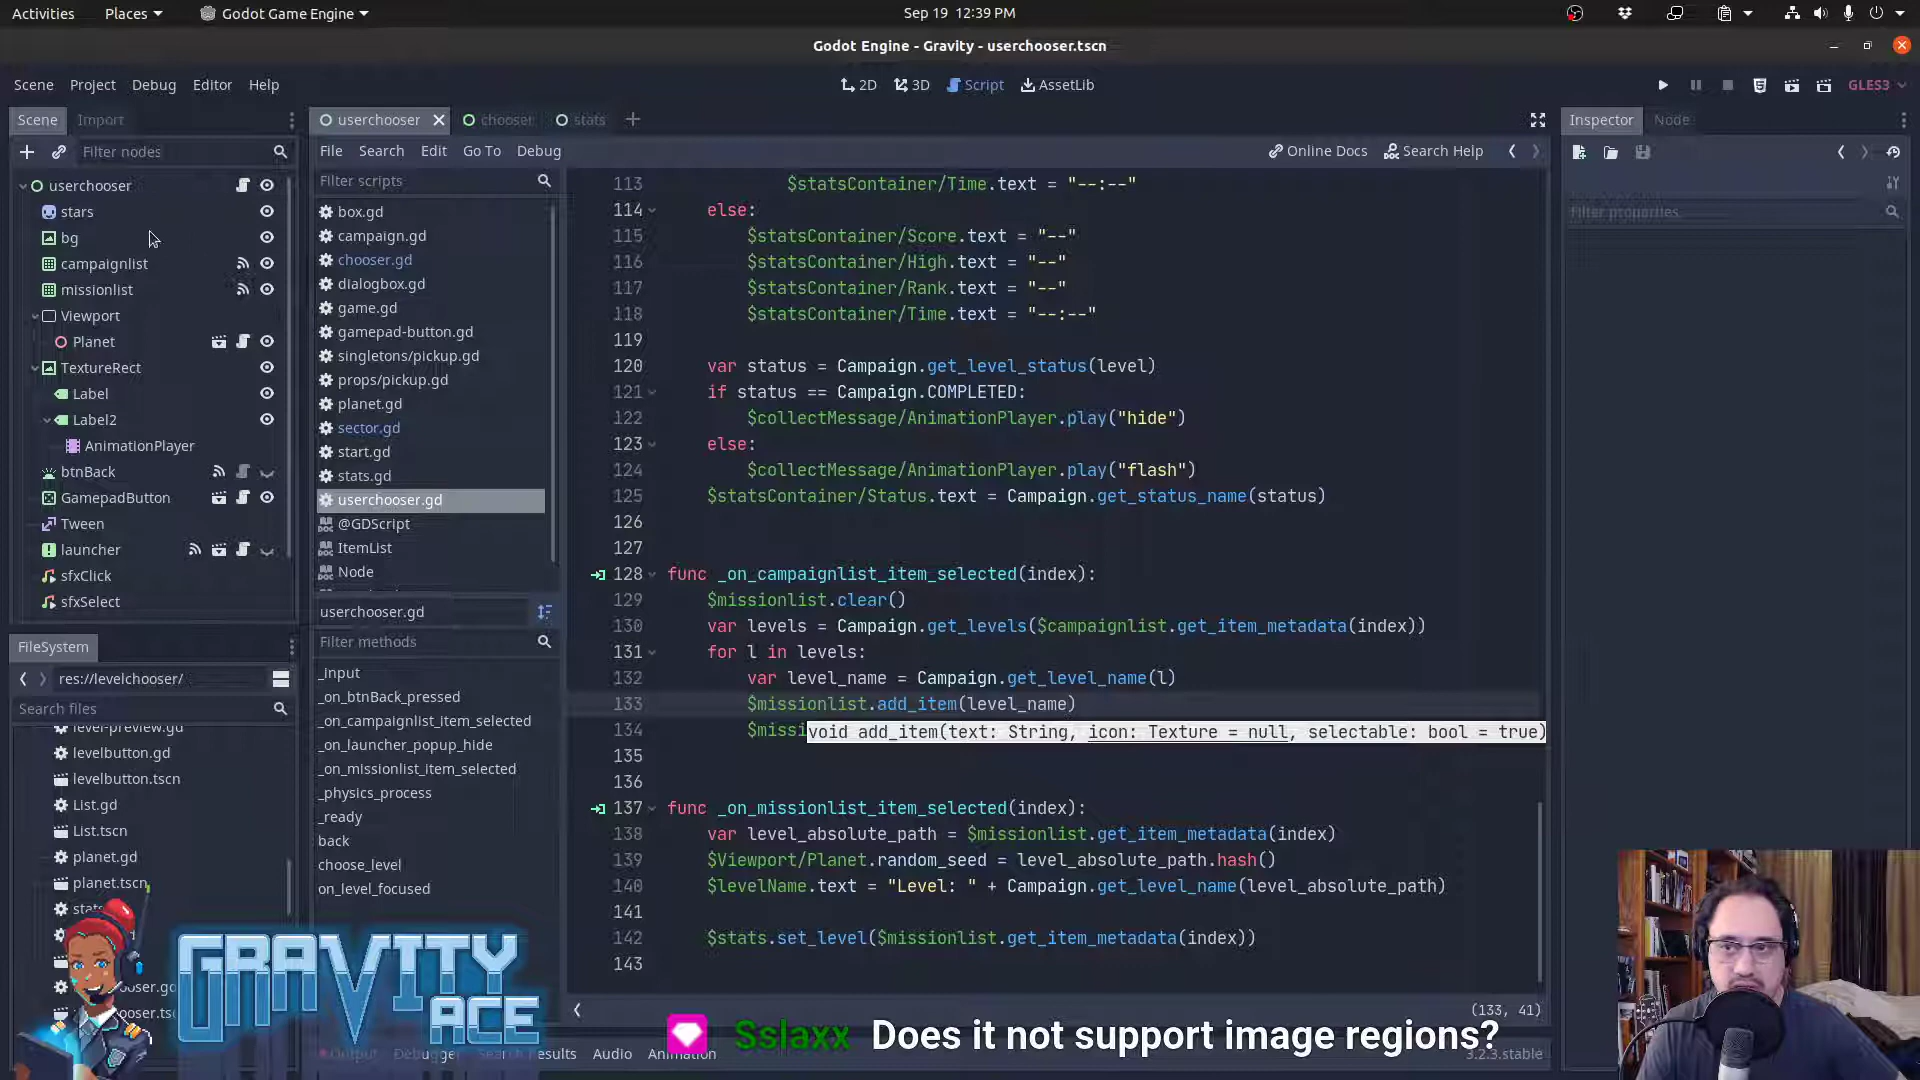 Activities Places Godot Game Engine Sep 19 12:39 PM
Godot Engine - Gravity - userchooser.tscn
Scene Project Debug Editor Help 2D 3D Script AssetLib GLES3
Scene Import userchooser chooser stats Inspector Node
Filter nodes File Search Edit Go To Debug Online Docs Search Help
userchooser
stars
bg
campaignlist
missionlist
Viewport
Planet
TextureRect
Label
Label2
AnimationPlayer
btnBack
GamepadButton
Tween
launcher
sfxClick
sfxSelect
Filter scripts
box.gd
campaign.gd
chooser.gd
dialogbox.gd
game.gd
gamepad-button.gd
singletons/pickup.gd
props/pickup.gd
planet.gd
sector.gd
start.gd
stats.gd
userchooser.gd
@GDScript
ItemList
Node
userchooser.gd
Filter methods
_input
_on_btnBack_pressed
_on_campaignlist_item_selected
_on_launcher_popup_hide
_on_missionlist_item_selected
_physics_process
_ready
back
choose_level
on_level_focused
FileSystem
res://levelchooser/
Search files
level-preview.gd
levelbutton.gd
levelbutton.tscn
List.gd
List.tscn
planet.gd
planet.tscn
113 $statsContainer/Time.text = "--:--"
114 else:
115 $statsContainer/Score.text = "--"
116 $statsContainer/High.text = "--"
117 $statsContainer/Rank.text = "--"
118 $statsContainer/Time.text = "--:--"
119
120 var status = Campaign.get_level_status(level)
121 if status == Campaign.COMPLETED:
122 $collectMessage/AnimationPlayer.play("hide")
123 else:
124 $collectMessage/AnimationPlayer.play("flash")
125 $statsContainer/Status.text = Campaign.get_status_name(status)
126
127
128 func _on_campaignlist_item_selected(index):
129 $missionlist.clear()
130 var levels = Campaign.get_levels($campaignlist.get_item_metadata(index))
131 for l in levels:
132 var level_name = Campaign.get_level_name(l)
133 $missionlist.add_item(level_name)
134 $missi
void add_item(text: String, icon: Texture = null, selectable: bool = true)
135
136
137 func _on_missionlist_item_selected(index):
138 var level_absolute_path = $missionlist.get_item_metadata(index)
139 $Viewport/Planet.random_seed = level_absolute_path.hash()
140 $levelName.text = "Level: " + Campaign.get_level_name(level_absolute_path)
141
142 $stats.set_level($missionlist.get_item_metadata(index))
143
(133, 41)
Filter properties
GRAVITY
ACE
Sslaxx Does it not support image regions?
Output Debugger Search Results Audio Animation 3.2.3.stable